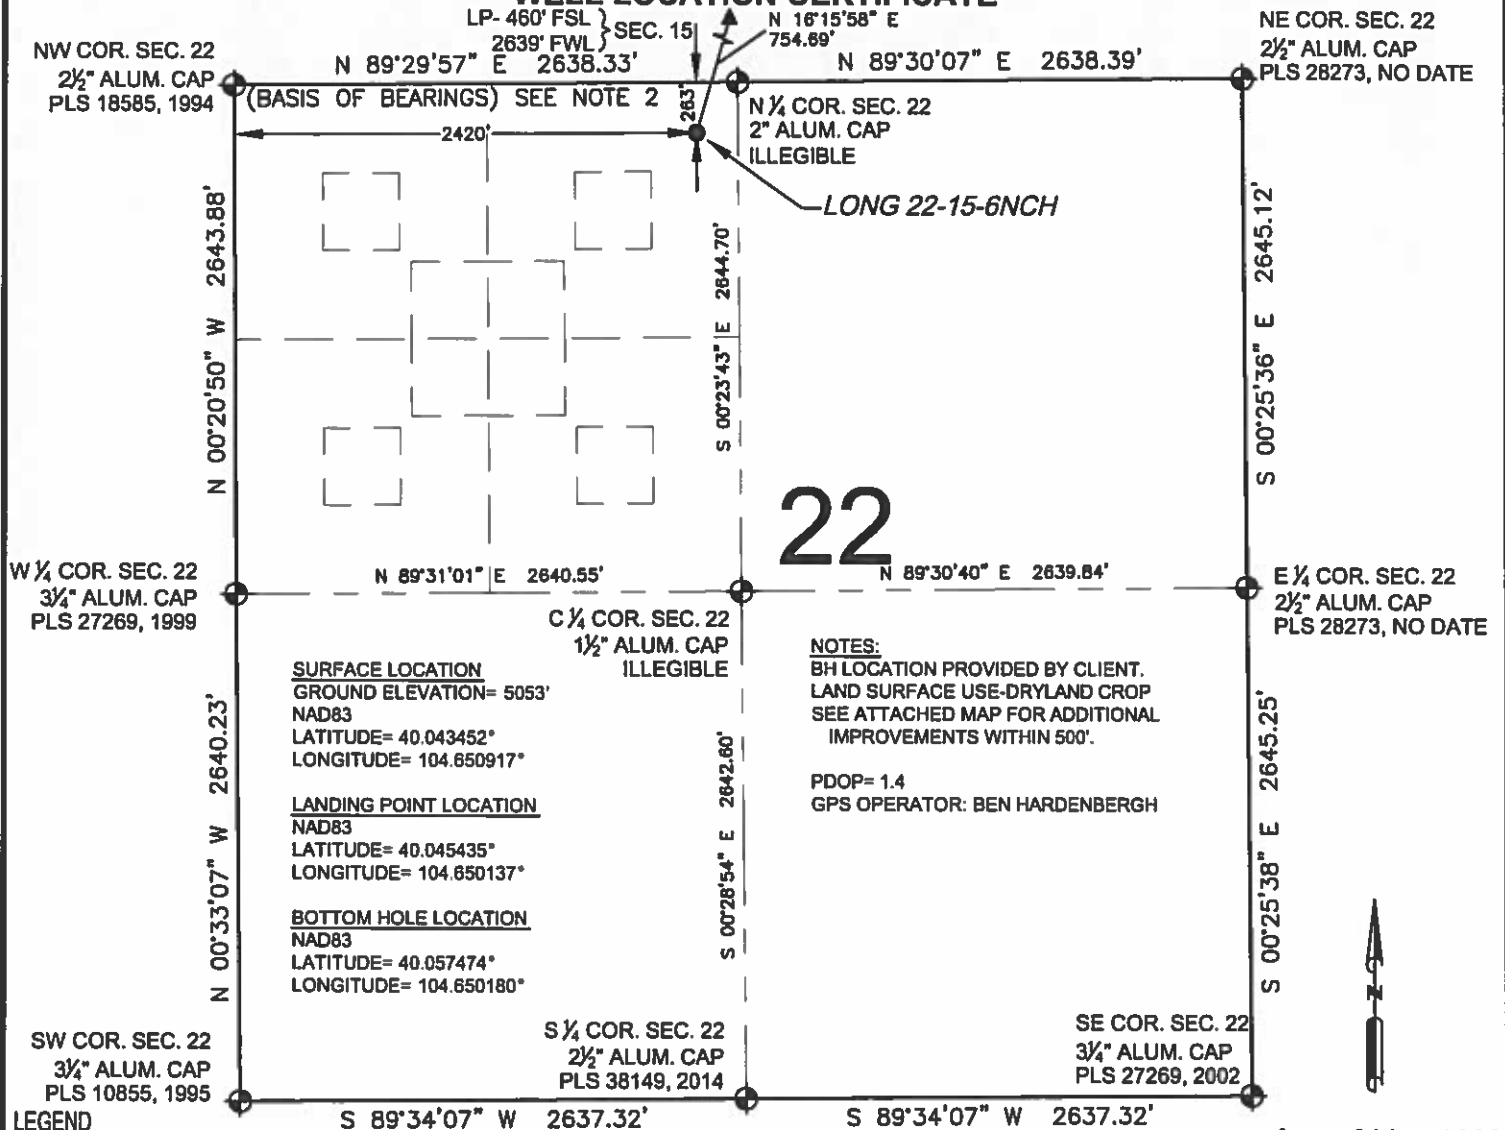 WELL LOCATION CERTIFICATE
LP- 460' FSL } SEC. 15
2639' FWL
N 16°15'58" E
754.69'
NW COR. SEC. 22
2½" ALUM. CAP
PLS 18585, 1994
N 89°29'57" E 2638.33'
(BASIS OF BEARINGS) SEE NOTE 2
N 89°30'07" E 2638.39'
NE COR. SEC. 22
2½" ALUM. CAP
PLS 28273, NO DATE
263'
2420'
N ¼ COR. SEC. 22
2" ALUM. CAP
ILLEGIBLE
LONG 22-15-6NCH
N 00°20'50" W 2643.88'
S 00°23'43" E 2644.70'
S 00°25'36" E 2645.12'
22
W ¼ COR. SEC. 22
3¼" ALUM. CAP
PLS 27269, 1999
N 89°31'01" E 2640.55'
N 89°30'40" E 2639.84'
E ¼ COR. SEC. 22
2½" ALUM. CAP
PLS 28273, NO DATE
C ¼ COR. SEC. 22
1½" ALUM. CAP
ILLEGIBLE
SURFACE LOCATION
GROUND ELEVATION= 5053'
NAD83
LATITUDE= 40.043452°
LONGITUDE= 104.650917°
LANDING POINT LOCATION
NAD83
LATITUDE= 40.045435°
LONGITUDE= 104.650137°
BOTTOM HOLE LOCATION
NAD83
LATITUDE= 40.057474°
LONGITUDE= 104.650180°
NOTES:
BH LOCATION PROVIDED BY CLIENT.
LAND SURFACE USE-DRYLAND CROP
SEE ATTACHED MAP FOR ADDITIONAL
IMPROVEMENTS WITHIN 500'.
PDOP= 1.4
GPS OPERATOR: BEN HARDENBERGH
N 00°33'07" W 2640.23'
S 00°28'54" E 2642.60'
S 00°25'38" E 2645.25'
N
SW COR. SEC. 22
3¼" ALUM. CAP
PLS 10855, 1995
S ¼ COR. SEC. 22
2½" ALUM. CAP
PLS 38149, 2014
SE COR. SEC. 22
3¼" ALUM. CAP
PLS 27269, 2002
LEGEND
S 89°34'07" W 2637.32'
S 89°34'07" W 2637.32'